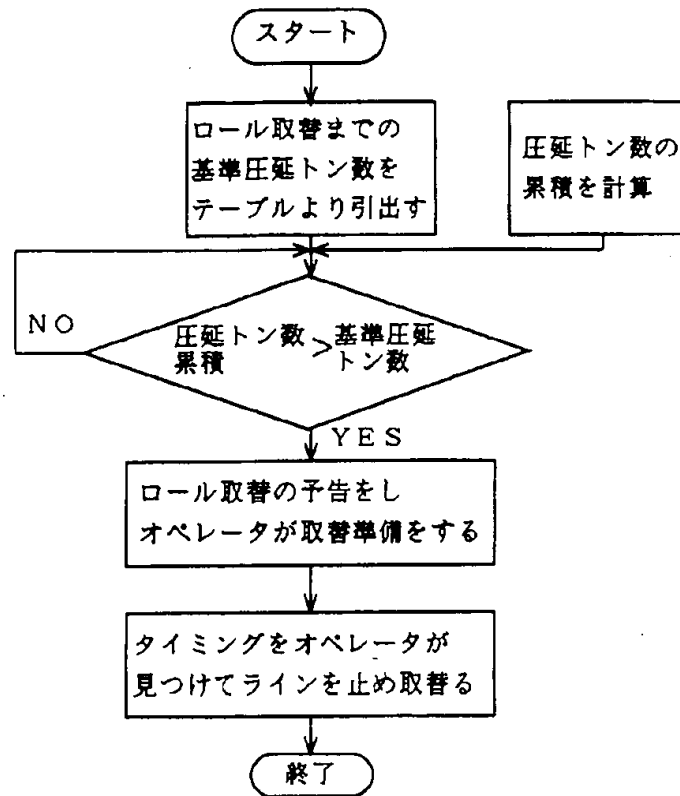 スタート
ロール取替までの
基準圧延トン数を
テーブルより引出す
圧延トン数の
累積を計算
NO
圧延トン数
累積
>
基準圧延
トン数
YES
ロール取替の予告をし
オペレータが取替準備をする
タイミングをオペレータが
見つけてラインを止め取替る
終了